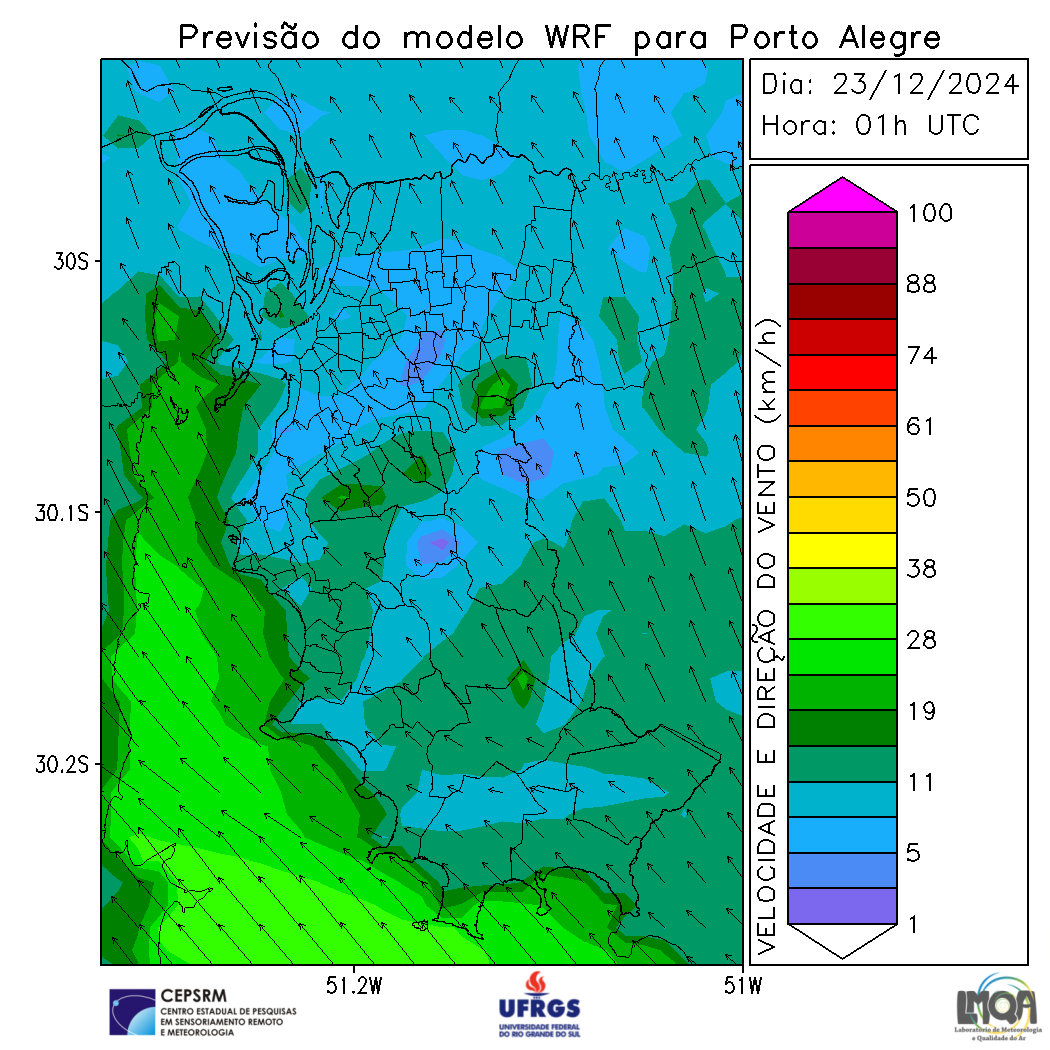 Previsão do modelo WRF para Porto Alegre
Dia: 23/12/2024
Hora: 01h UTC
30S
30.1S
30.2S
51.2W
51W
VELOCIDADE E DIREÇÃO DO VENTO (km/h)
100
88
74
61
50
38
28
19
11
5
1
CEPSRM
CENTRO ESTADUAL DE PESQUISAS
EM SENSORIAMENTO REMOTO
E METEOROLOGIA
UFRGS
UNIVERSIDADE FEDERAL
DO RIO GRANDE DO SUL
LMQA
Laboratório de Meteorologia
e Qualidade do Ar